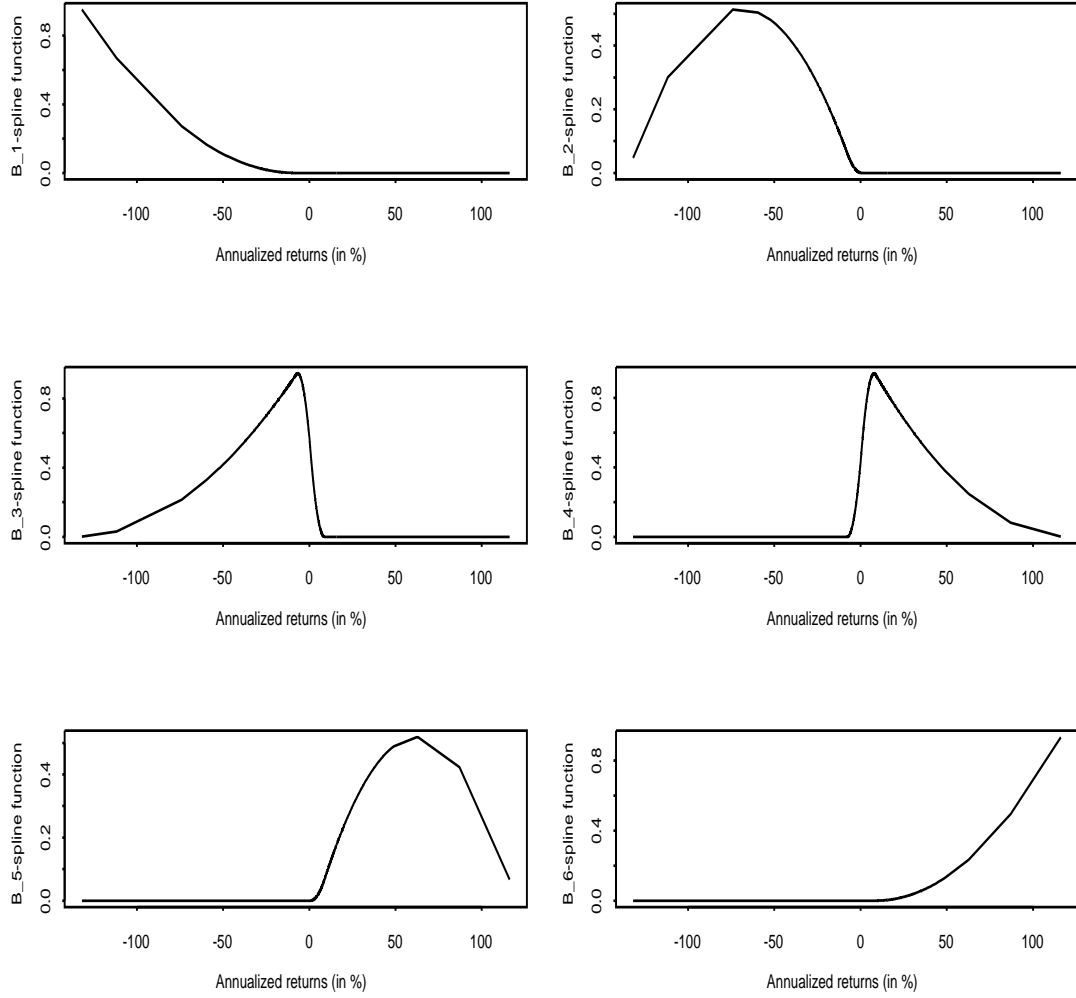 B_1-spline function
0.0 0.4 0.8
-100 -50 0 50 100
Annualized returns (in %)
B_2-spline function
0.0 0.2 0.4
-100 -50 0 50 100
Annualized returns (in %)
B_3-spline function
0.0 0.4 0.8
-100 -50 0 50 100
Annualized returns (in %)
B_4-spline function
0.0 0.4 0.8
-100 -50 0 50 100
Annualized returns (in %)
B_5-spline function
0.0 0.2 0.4
-100 -50 0 50 100
Annualized returns (in %)
B_6-spline function
0.0 0.4 0.8
-100 -50 0 50 100
Annualized returns (in %)